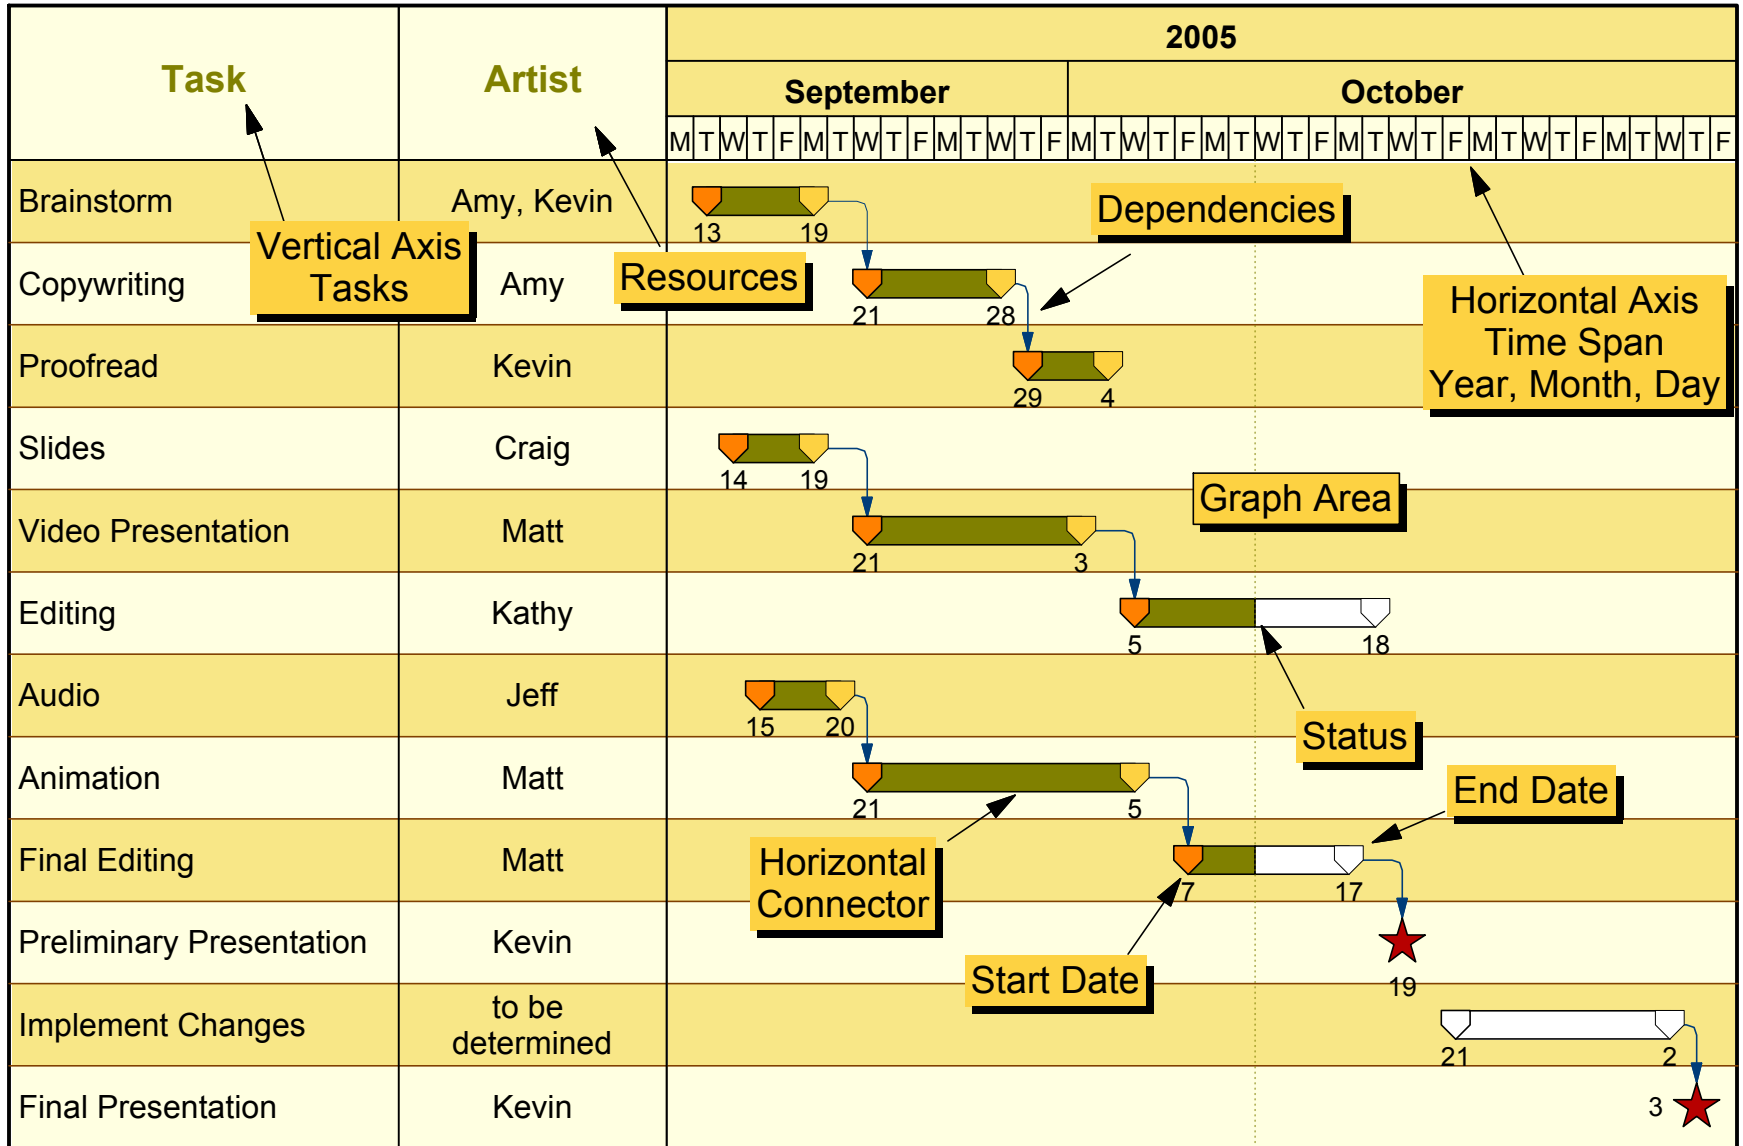 2005
Task
Artist
September
October
M T W T F M T W T F M T W T F M T W T F M T W T F M T W T F M T W T F M T W T F
Brainstorm
Amy, Kevin
13
19
Dependencies
Vertical Axis
Tasks
Resources
Copywriting
Amy
21
28
Horizontal Axis
Time Span
Year, Month, Day
Proofread
Kevin
29
4
Slides
Craig
14
19
Graph Area
Video Presentation
Matt
21
3
Editing
Kathy
5
18
Audio
Jeff
15
20
Status
Animation
Matt
21
5
End Date
Final Editing
Matt
Horizontal
Connector
7
17
Preliminary Presentation
Kevin
Start Date
19
Implement Changes
to be
determined
21
2
Final Presentation
Kevin
3